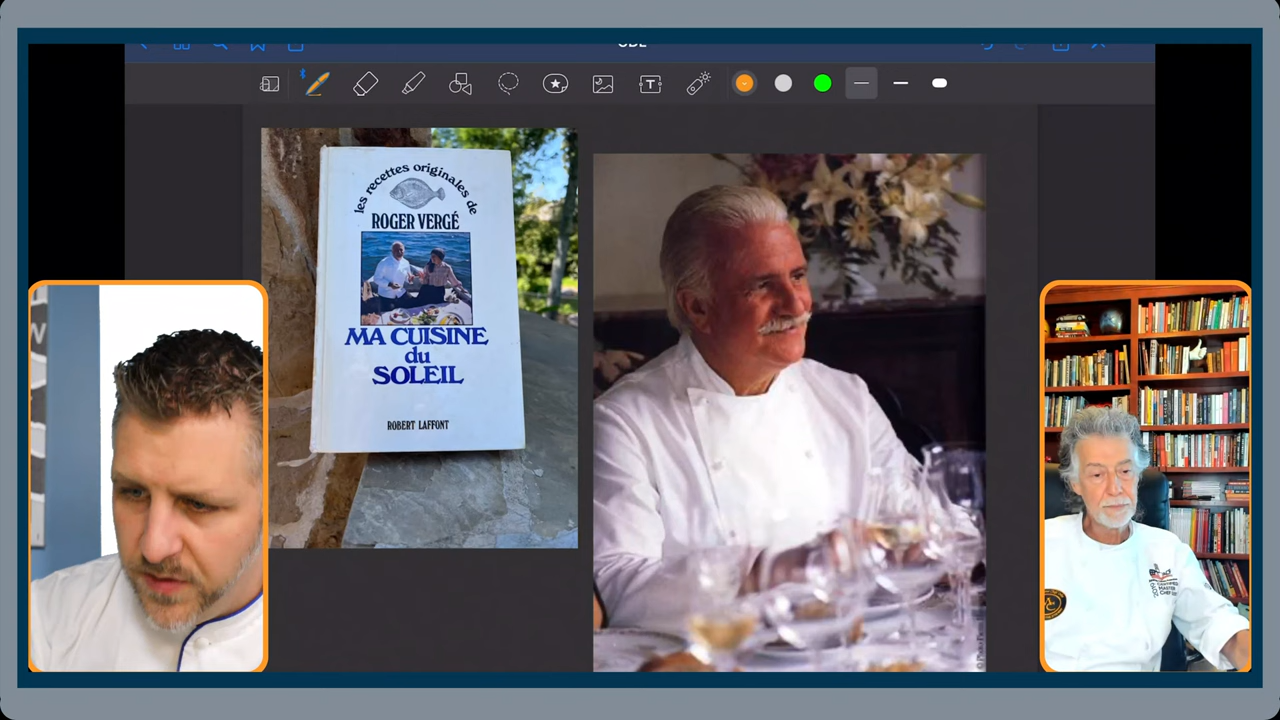 les recettes originales de
ROGER VERGÉ
MA CUISINE
du
SOLEIL
ROBERT LAFFONT